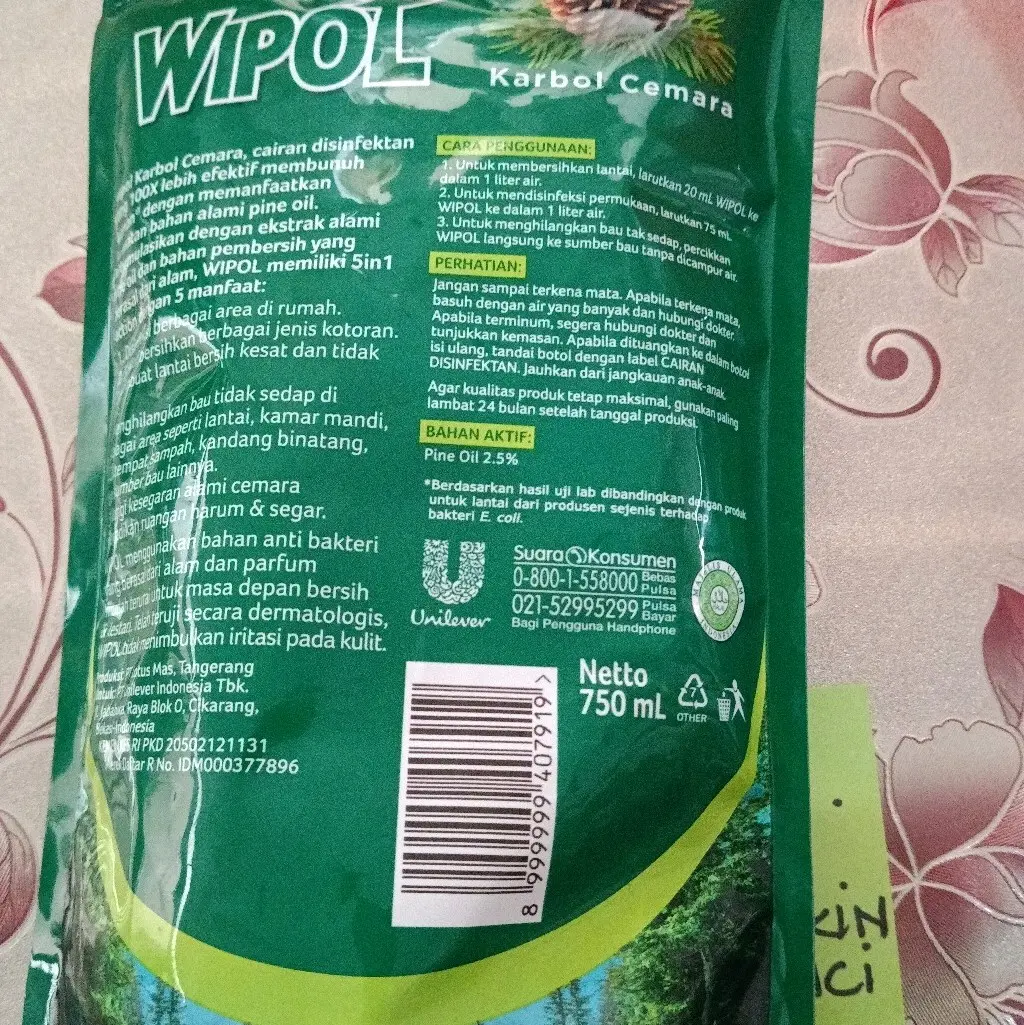 WIPOL
Karbol Cemara
Karbol Cemara, cairan disinfektan
100X lebih efektif membunuh
dengan memanfaatkan
bahan alami pine oil.
dengan ekstrak alami
dan bahan pembersih yang
alam, WIPOL memiliki 5in1
5 manfaat:
berbagai area di rumah.
berbagai jenis kotoran.
lantai bersih kesat dan tidak
bau tidak sedap di
area seperti lantai, kamar mandi,
sampah, kandang binatang,
bau lainnya.
kesegaran alami cemara
ruangan harum & segar.
menggunakan bahan anti bakteri
alam dan parfum
untuk masa depan bersih
teruji secara dermatologis,
WIPOL tidak menimbulkan iritasi pada kulit.
Mas, Tangerang
Unilever Indonesia Tbk.
Raya Blok O, Cikarang,
Bekasi-Indonesia
RI PKD 20502121131
R No. IDM000377896
CARA PENGGUNAAN:
1. Untuk membersihkan lantai, larutkan 20 mL WIPOL ke
dalam 1 liter air.
2. Untuk mendisinfeksi permukaan, larutkan 75 mL
WIPOL ke dalam 1 liter air.
3. Untuk menghilangkan bau tak sedap, percikkan
WIPOL langsung ke sumber bau tanpa dicampur air.
PERHATIAN:
Jangan sampai terkena mata. Apabila terkena mata,
basuh dengan air yang banyak dan hubungi dokter.
Apabila terminum, segera hubungi dokter dan
tunjukkan kemasan. Apabila dituangkan ke dalam botol
isi ulang, tandai botol dengan label CAIRAN
DISINFEKTAN. Jauhkan dari jangkauan anak-anak.
Agar kualitas produk tetap maksimal, gunakan paling
lambat 24 bulan setelah tanggal produksi.
BAHAN AKTIF:
Pine Oil 2.5%
*Berdasarkan hasil uji lab dibandingkan dengan produk
untuk lantai dari produsen sejenis terhadap
bakteri E. coli.
Unilever
Suara Konsumen
0-800-1-558000 Bebas Pulsa
021-52995299 Pulsa Bayar
Bagi Pengguna Handphone
MAJELIS ULAMA
INDONESIA
Netto
750 mL
7
OTHER
8 999999 407919 >